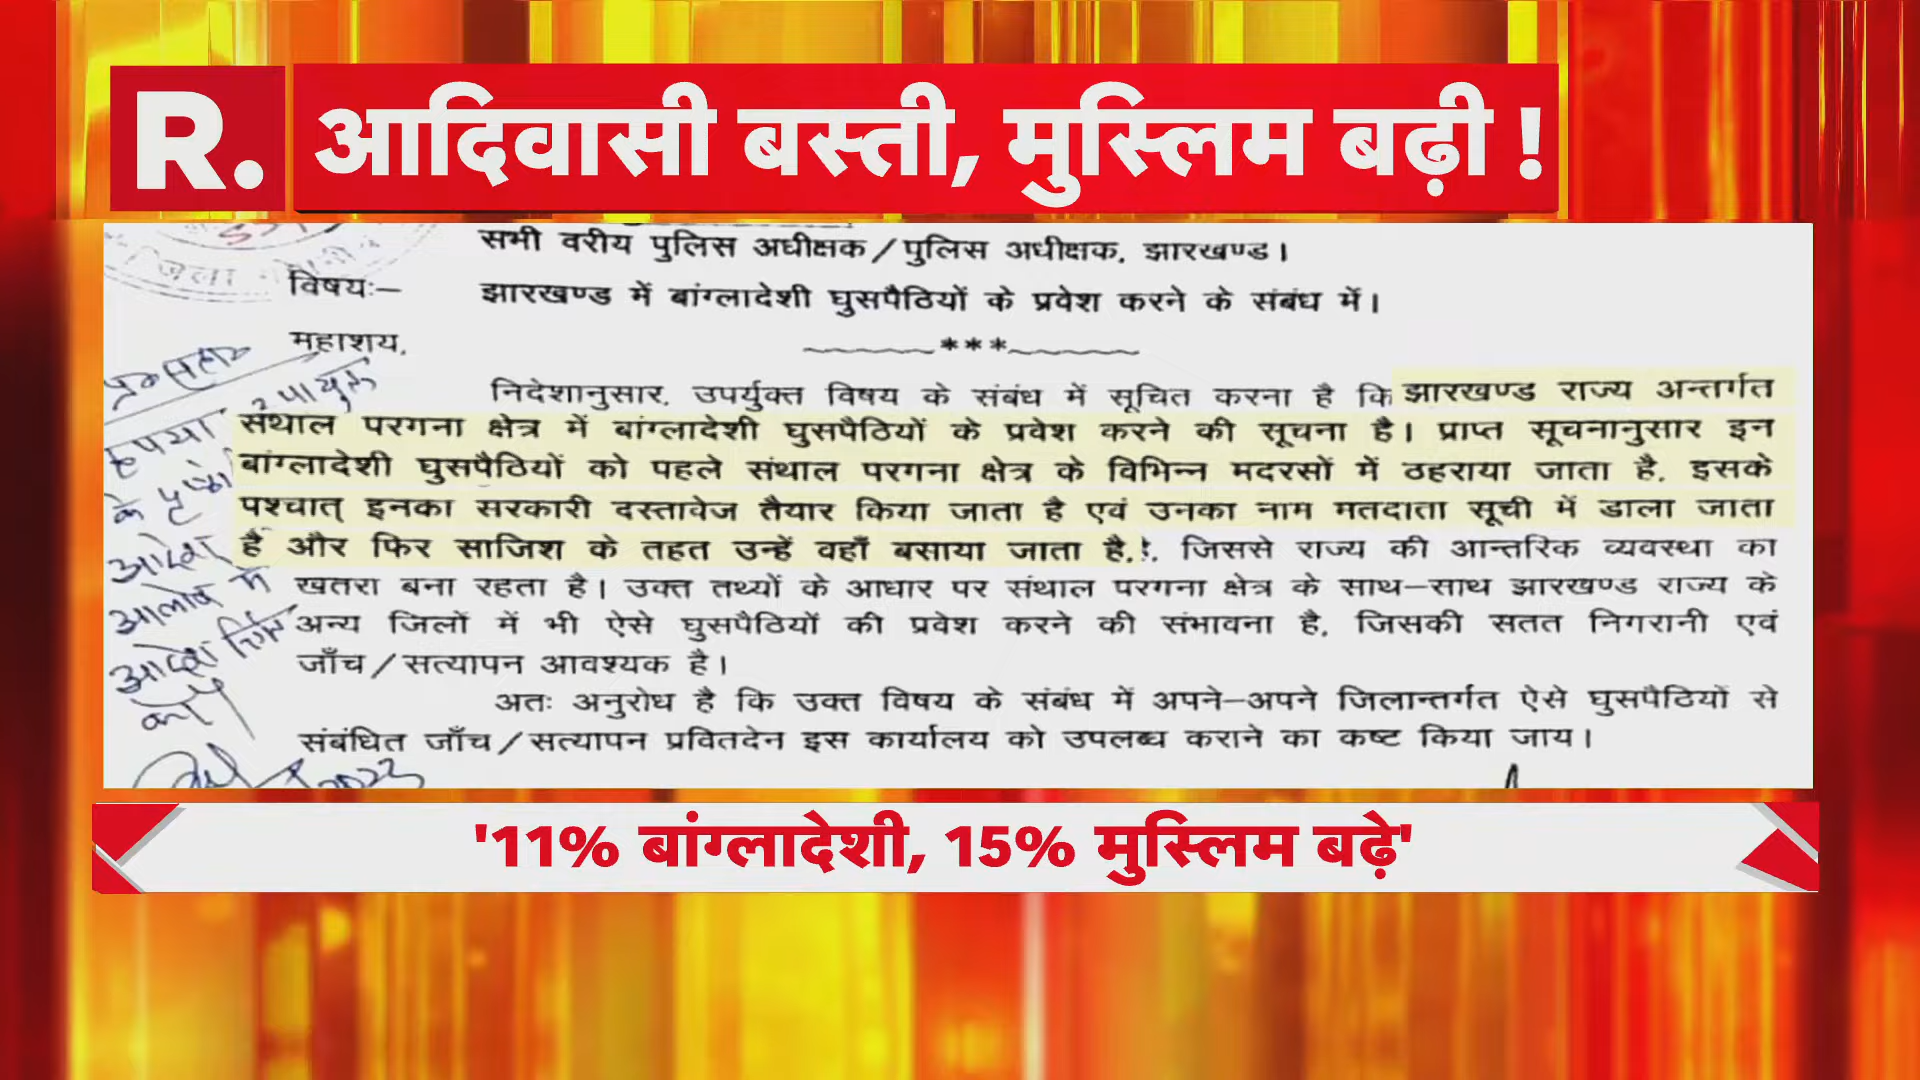 R. आदिवासी बस्ती, मुस्लिम बढ़ी !
सभी वरीय पुलिस अधीक्षक/पुलिस अधीक्षक, झारखण्ड।
जिला
विषयः– झारखण्ड में बांग्लादेशी घुसपैठियों के प्रवेश करने के संबंध में।
महाशय,
***
निदेशानुसार, उपर्युक्त विषय के संबंध में सूचित करना है कि झारखण्ड राज्य अन्तर्गत
संथाल परगना क्षेत्र में बांग्लादेशी घुसपैठियों के प्रवेश करने की सूचना है। प्राप्त सूचनानुसार इन
बांग्लादेशी घुसपैठियों को पहले संथाल परगना क्षेत्र के विभिन्न मदरसों में ठहराया जाता है, इसके
पश्चात् इनका सरकारी दस्तावेज तैयार किया जाता है एवं उनका नाम मतदाता सूची में डाला जाता
है और फिर साजिश के तहत उन्हें वहाँ बसाया जाता है, जिससे राज्य की आन्तरिक व्यवस्था का
खतरा बना रहता है। उक्त तथ्यों के आधार पर संथाल परगना क्षेत्र के साथ–साथ झारखण्ड राज्य के
अन्य जिलों में भी ऐसे घुसपैठियों की प्रवेश करने की संभावना है, जिसकी सतत निगरानी एवं
जाँच/सत्यापन आवश्यक है।
अतः अनुरोध है कि उक्त विषय के संबंध में अपने–अपने जिलान्तर्गत ऐसे घुसपैठियों से
संबंधित जाँच/सत्यापन प्रवितदेन इस कार्यालय को उपलब्ध कराने का कष्ट किया जाय।
कृपया
के
आदेश
आलोक में
आदेश
2023
'11% बांग्लादेशी, 15% मुस्लिम बढ़े'